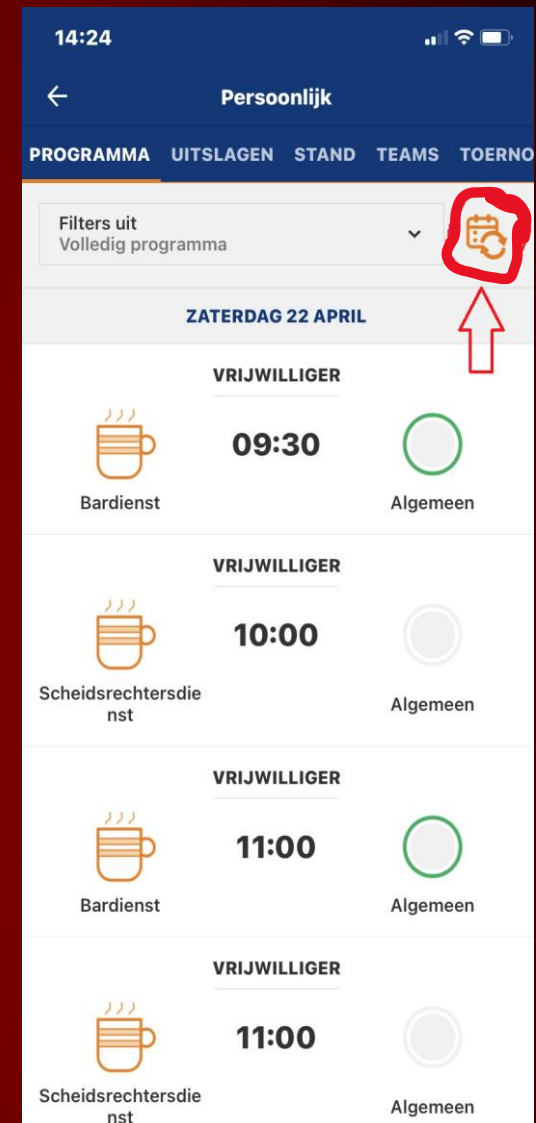 14:24
Persoonlijk
PROGRAMMA UITSLAGEN STAND TEAMS TOERNO
Filters uit
Volledig programma
ZATERDAG 22 APRIL
VRIJWILLIGER
09:30
Bardienst
Algemeen
VRIJWILLIGER
10:00
Scheidsrechtersdie
nst
Algemeen
VRIJWILLIGER
11:00
Bardienst
Algemeen
VRIJWILLIGER
11:00
Scheidsrechtersdie
nst
Algemeen